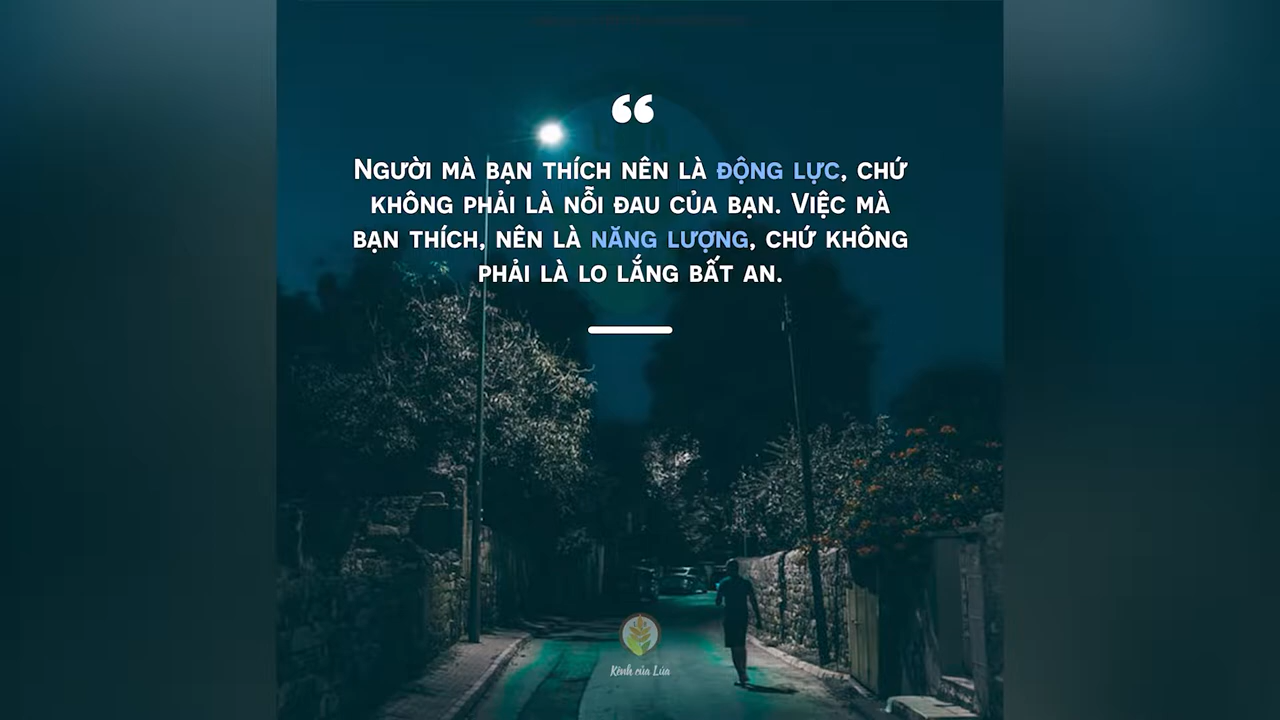 “
Người mà bạn thích nên là động lực, chứ
không phải là nỗi đau của bạn. Việc mà
bạn thích, nên là năng lượng, chứ không
phải là lo lắng bất an.
Kênh của Lúa